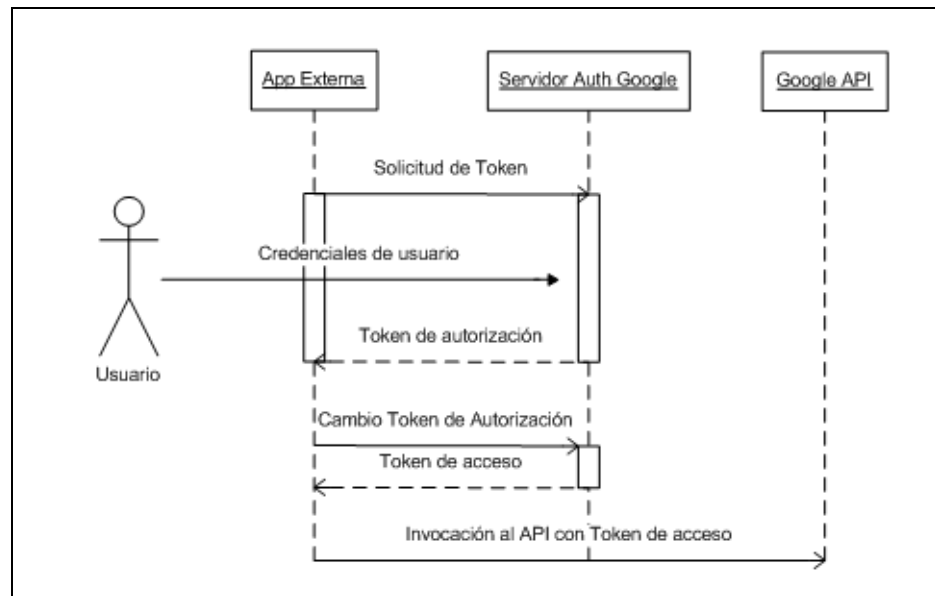 App Externa
Servidor Auth Google
Google API
Solicitud de Token
Credenciales de usuario
Token de autorización
Usuario
Cambio Token de Autorización
Token de acceso
Invocación al API con Token de acceso